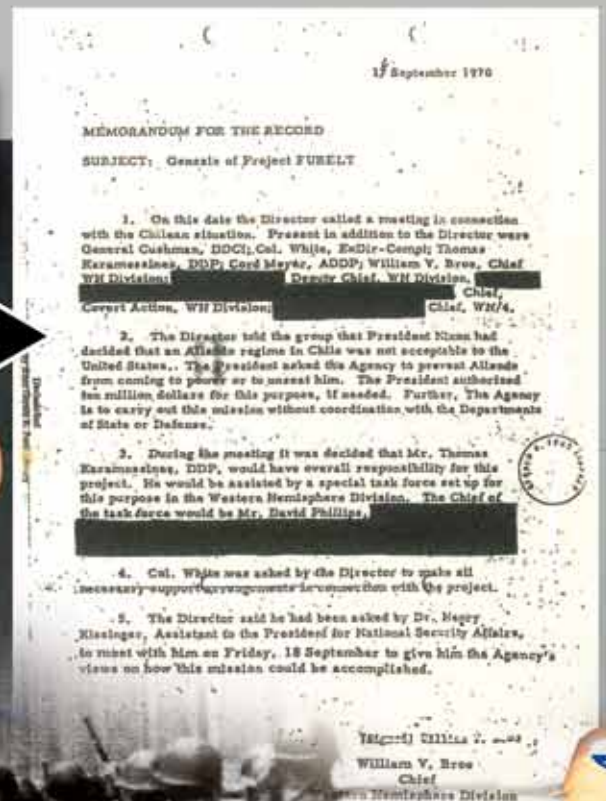 September 1970
MEMORANDUM FOR THE RECORD
SUBJECT: Genesis of Project FUBELT
1. On this date the Director called a meeting in connection
with the Chilean situation. Present in addition to the Director were
General Cushman, DDCI; Col. White, ExDir-Compt; Thomas
Karamessines, DDP; Cord Meyer, ADDP; William V. Broe, Chief
WH Division; Deputy Chief, WH Division,
Chief,
Covert Action, WH Division; Chief, WH/4.
2. The Director told the group that President Nixon had
decided that an Allende regime in Chile was not acceptable to the
United States. The President asked the Agency to prevent Allende
from coming to power or to unseat him. The President authorized
ten million dollars for this purpose, if needed. Further, The Agency
is to carry out this mission without coordination with the Departments
of State or Defense.
3. During the meeting it was decided that Mr. Thomas
Karamessines, DDP, would have overall responsibility for this
project. He would be assisted by a special task force set up for
this purpose in the Western Hemisphere Division. The Chief of
the task force would be Mr. David Phillips,
4. Col. White was asked by the Director to make all
necessary support arrangements in connection with the project.
5. The Director said he had been asked by Dr. Henry
Kissinger, Assistant to the President for National Security Affairs,
to meet with him on Friday, 18 September to give him the Agency's
views on how this mission could be accomplished.
William V. Broe
Chief
Western Hemisphere Division